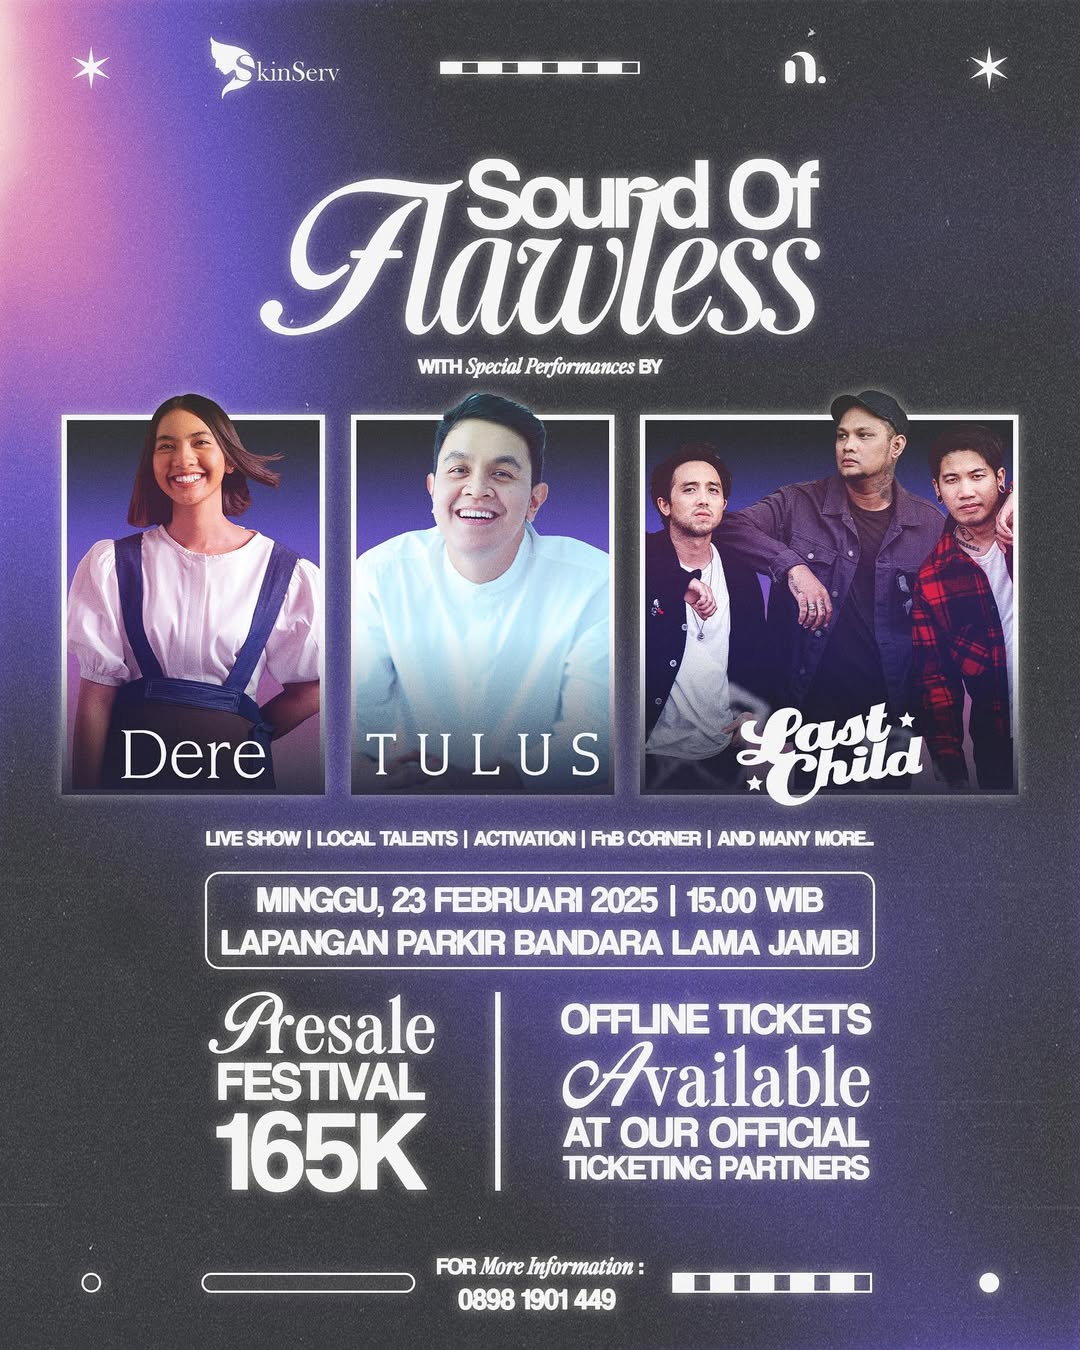 SkinServ
n.
Sound Of
Flawless
WITH Special Performances BY
Dere
TULUS
Last
Child
LIVE SHOW | LOCAL TALENTS | ACTIVATION | FnB CORNER | AND MANY MORE..
MINGGU, 23 FEBRUARI 2025 | 15.00 WIB
LAPANGAN PARKIR BANDARA LAMA JAMBI
Presale
FESTIVAL
165K
OFFLINE TICKETS
Available
AT OUR OFFICIAL
TICKETING PARTNERS
FOR More Information :
0898 1901 449